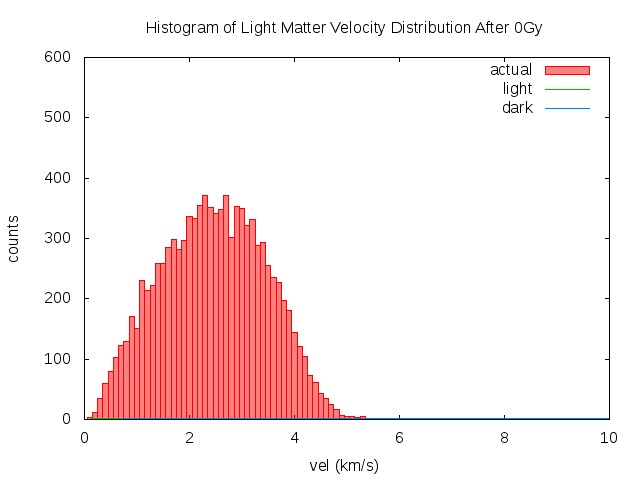 Histogram of Light Matter Velocity Distribution After 0Gy
600
500
400
300
200
100
0
counts
actual
light
dark
0 2 4 6 8 10
vel (km/s)